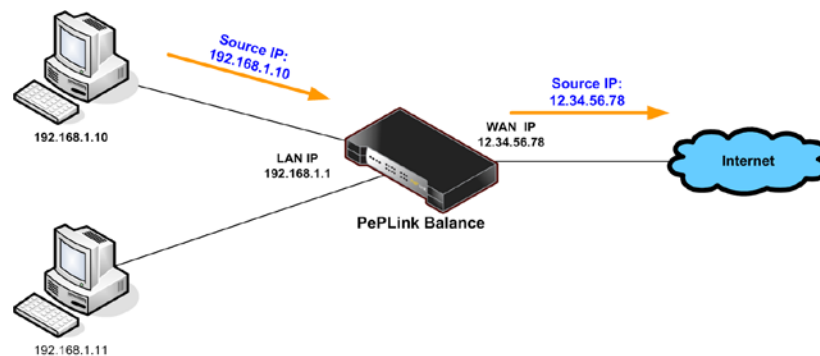 Source IP:
192.168.1.10
192.168.1.10
LAN IP
192.168.1.1
Source IP:
12.34.56.78
WAN IP
12.34.56.78
Internet
PePLink Balance
192.168.1.11